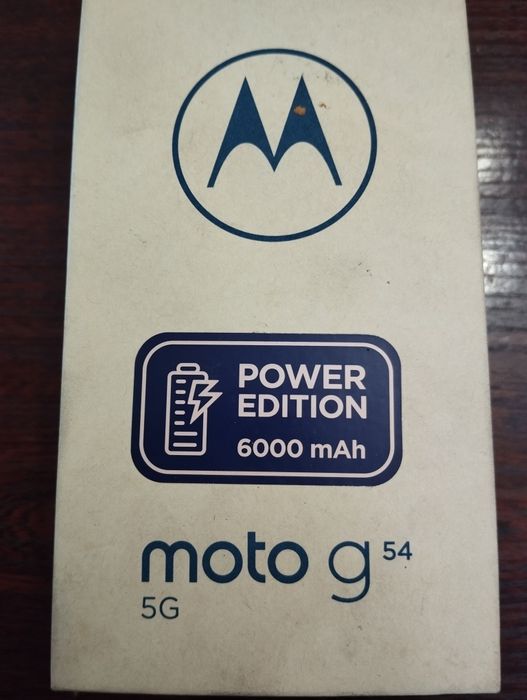 POWER
EDITION
6000 mAh
moto g 54
5G